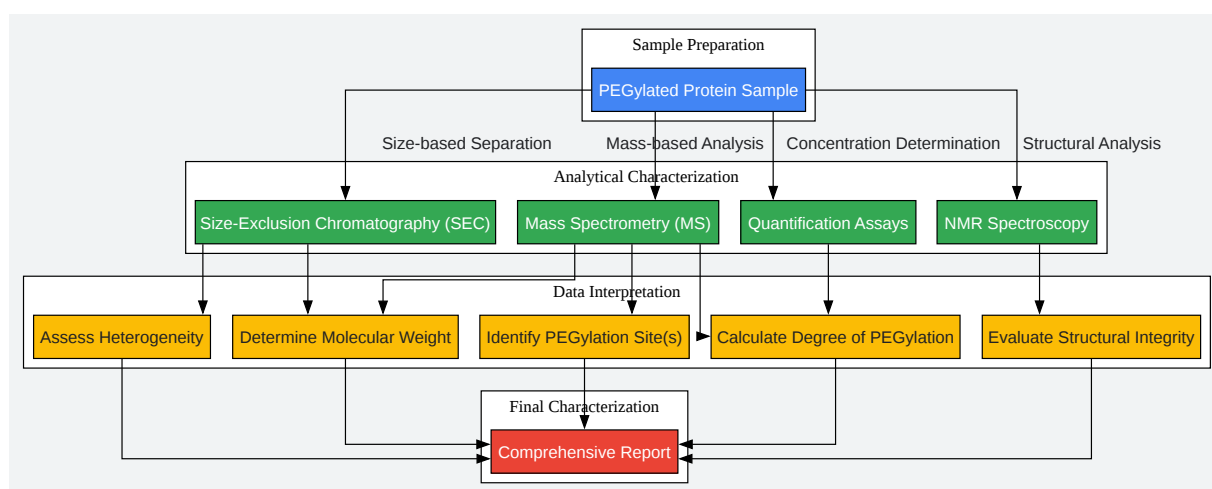 Sample Preparation
PEGylated Protein Sample
Size-based Separation
Mass-based Analysis
Concentration Determination
Structural Analysis
Analytical Characterization
Size-Exclusion Chromatography (SEC)
Mass Spectrometry (MS)
Quantification Assays
NMR Spectroscopy
Data Interpretation
Assess Heterogeneity
Determine Molecular Weight
Identify PEGylation Site(s)
Calculate Degree of PEGylation
Evaluate Structural Integrity
Final Characterization
Comprehensive Report